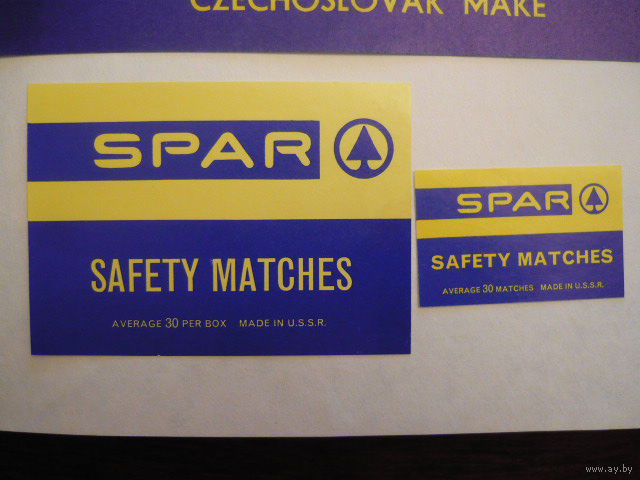 CZECHOSLOVAK MAKE
SPAR
SAFETY MATCHES
AVERAGE 30 PER BOX MADE IN U.S.S.R.
SPAR
SAFETY MATCHES
AVERAGE 30 MATCHES MADE IN U.S.S.R.
www.ay.by